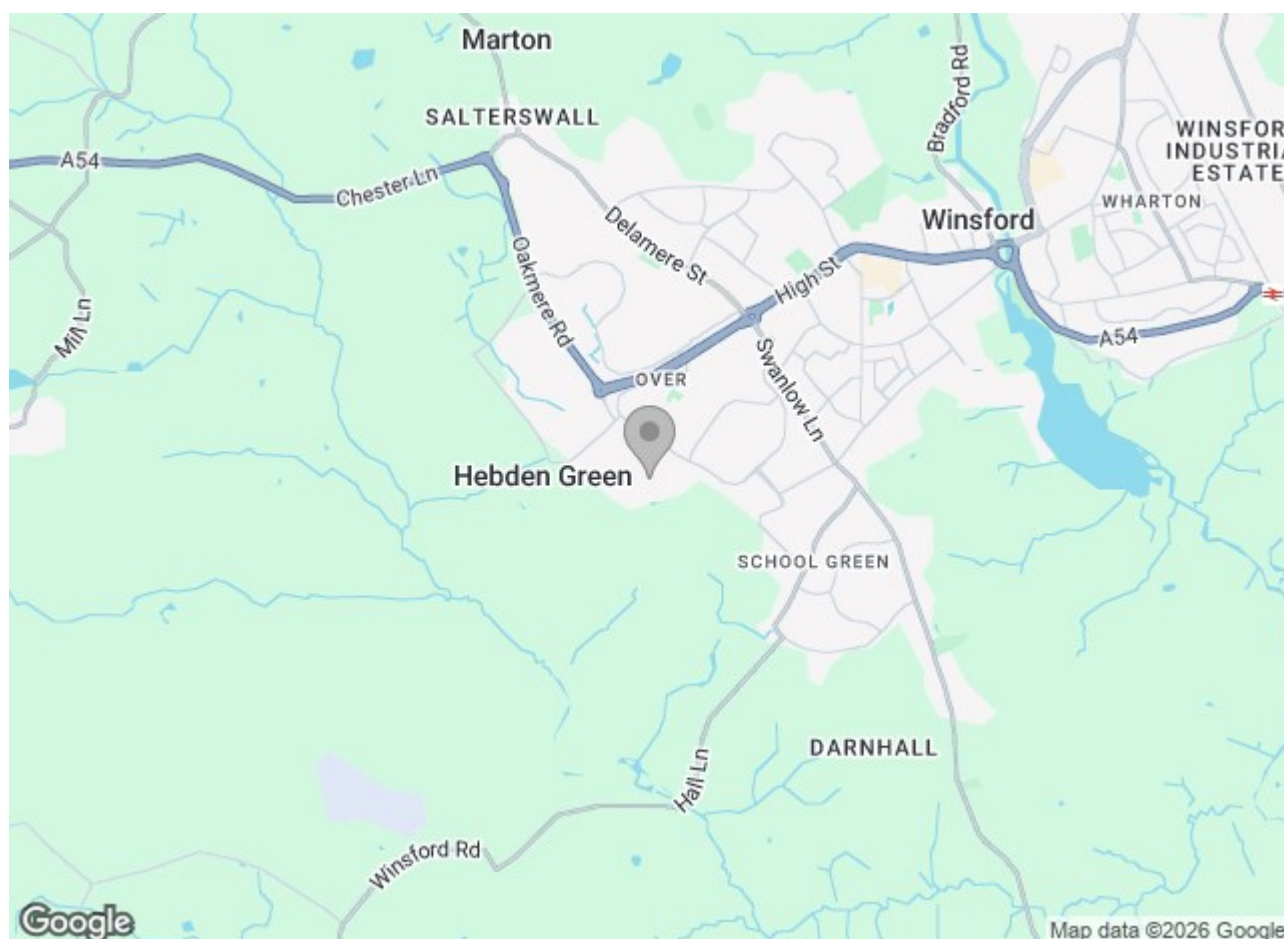 Marton
SALTERSWALL
A54
Chester Ln
Bradford Rd
WINSFOR
INDUSTRIA
ESTATE
WHARTON
Winsford
Delamere St
Oakmere Rd
High St
Mill Ln
A54
OVER
Swanlow Ln
Hebden Green
SCHOOL GREEN
DARNHALL
Hall Ln
Winsford Rd
Google
Map data ©2026 Google